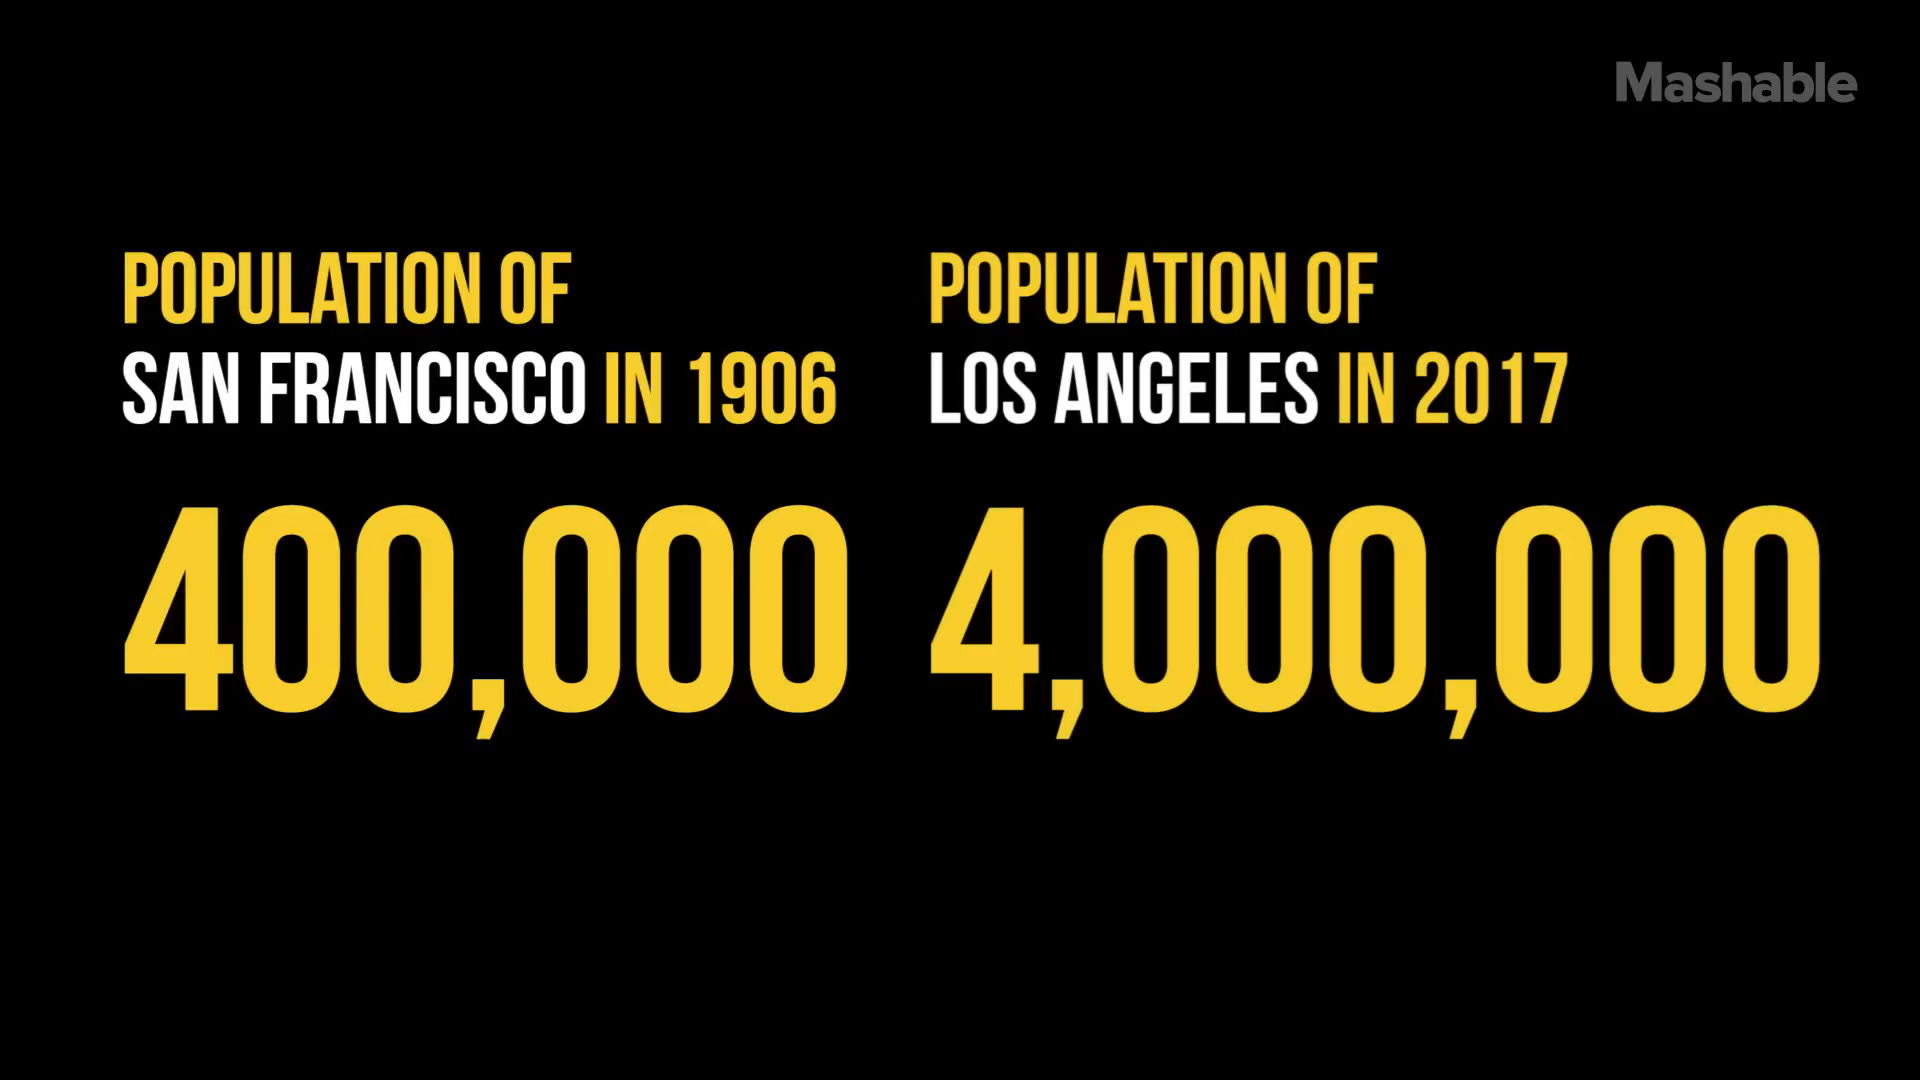 Mashable
POPULATION OF
SAN FRANCISCO IN 1906
400,000
POPULATION OF
LOS ANGELES IN 2017
4,000,000